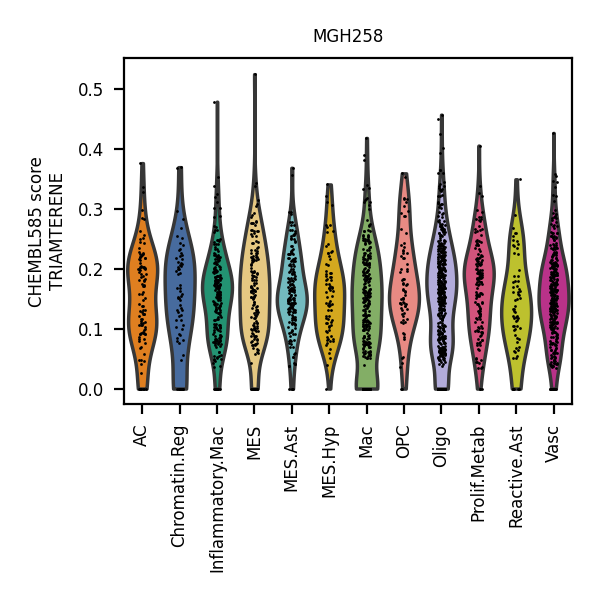 MGH258
CHEMBL585 score
TRIAMTERENE
0.5
0.4
0.3
0.2
0.1
0.0
AC
Chromatin.Reg
Inflammatory.Mac
MES
MES.Ast
MES.Hyp
Mac
OPC
Oligo
Prolif.Metab
Reactive.Ast
Vasc